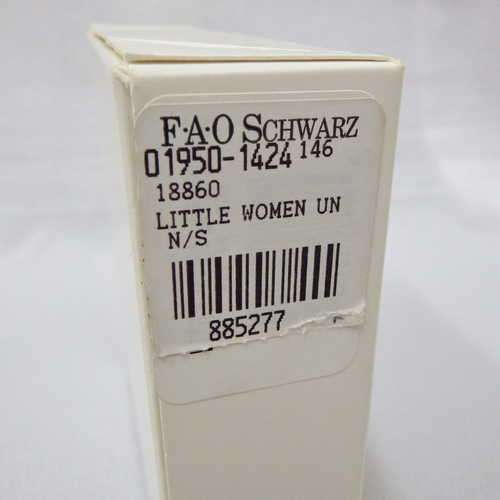 F·A·O SCHWARZ
01950-1424 146
18860
LITTLE WOMEN UN
N/S
885277